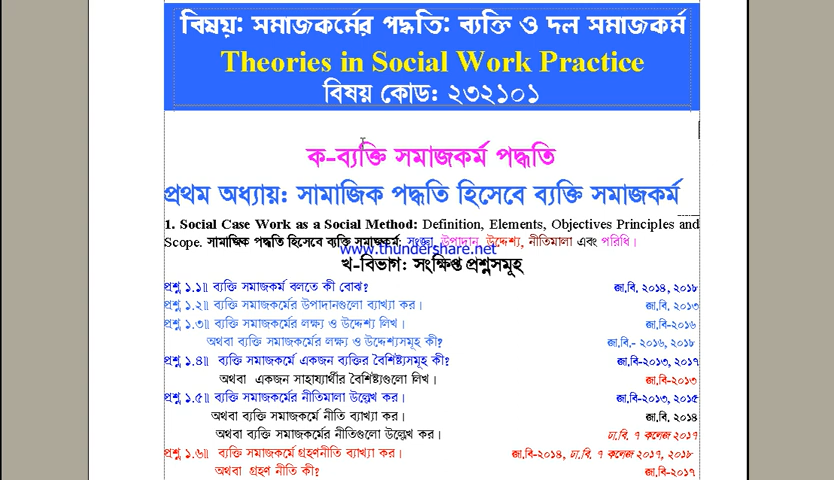 বিষয়: সমাজকর্মের পদ্ধতি: ব্যক্তি ও দল সমাজকর্ম
Theories in Social Work Practice
বিষয় কোড: ২৩২১০১
ক-ব্যক্তি সমাজকর্ম পদ্ধতি
প্রথম অধ্যায়: সামাজিক পদ্ধতি হিসেবে ব্যক্তি সমাজকর্ম
1. Social Case Work as a Social Method: Definition, Elements, Objectives Principles and
Scope. সামাজিক পদ্ধতি হিসেবে ব্যক্তি সমাজকর্ম: সংজ্ঞা, উপাদান, উদ্দেশ্য, নীতিমালা এবং পরিধি।
www.thundershare.net
খ-বিভাগ: সংক্ষিপ্ত প্রশ্নসমূহ
প্রশ্ন ১.১॥ ব্যক্তি সমাজকর্ম বলতে কী বোঝ? জা.বি. ২০১৪, ২০১৮
প্রশ্ন ১.২॥ ব্যক্তি সমাজকর্মের উপাদানগুলো ব্যাখ্যা কর। জা.বি. ২০১৩
প্রশ্ন ১.৩॥ ব্যক্তি সমাজকর্মের লক্ষ্য ও উদ্দেশ্য লিখ। জা.বি-২০১৬
অথবা ব্যক্তি সমাজকর্মের লক্ষ্য ও উদ্দেশ্যসমূহ কী? জা.বি.- ২০১৬, ২০১৮
প্রশ্ন ১.৪॥ ব্যক্তি সমাজকর্মে একজন ব্যক্তির বৈশিষ্ট্যসমূহ কী? জা.বি-২০১৩, ২০১৭
অথবা একজন সাহায্যার্থীর বৈশিষ্ট্যগুলো লিখ। জা.বি-২০১৩
প্রশ্ন ১.৫॥ ব্যক্তি সমাজকর্মের নীতিমালা উল্লেখ কর। জা.বি-২০১৩, ২০১৫
অথবা ব্যক্তি সমাজকর্মে নীতি ব্যাখ্যা কর। জা.বি. ২০১৪
অথবা ব্যক্তি সমাজকর্মের নীতিগুলো উল্লেখ কর। ঢা.বি. ৭ কলেজ ২০১৭
প্রশ্ন ১.৬॥ ব্যক্তি সমাজকর্মে গ্রহণনীতি ব্যাখ্যা কর। জা.বি-২০১৪, ঢা.বি. ৭ কলেজ ২০১৭, ২০১৮
অথবা গ্রহণ নীতি কী? জা.বি-২০১৭